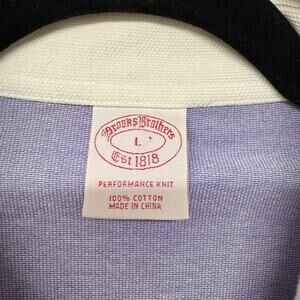 Brooks Brothers
L
Est. 1818
PERFORMANCE KNIT
100% COTTON
MADE IN CHINA